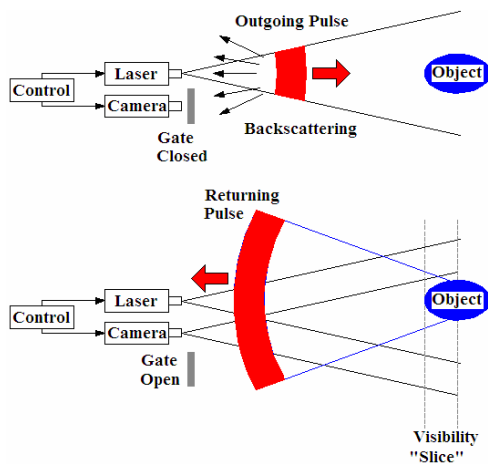 Outgoing Pulse
Laser
Control
Camera
Object
Gate
Closed
Backscattering
Returning
Pulse
Laser
Control
Camera
Object
Gate
Open
Visibility
"Slice"